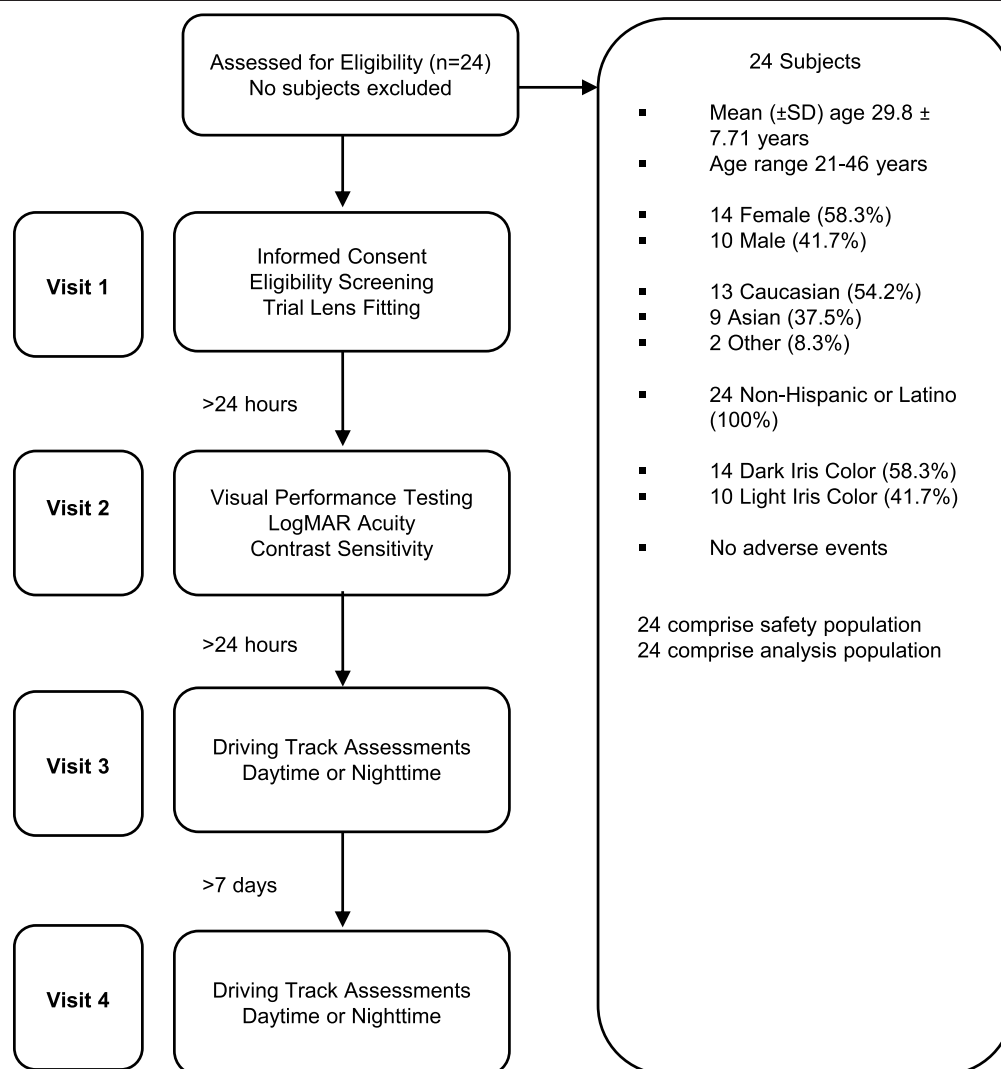 Assessed for Eligibility (n=24)
No subjects excluded
24 Subjects
▪ Mean (±SD) age 29.8 ±
7.71 years
▪ Age range 21-46 years
▪ 14 Female (58.3%)
▪ 10 Male (41.7%)
▪ 13 Caucasian (54.2%)
▪ 9 Asian (37.5%)
▪ 2 Other (8.3%)
▪ 24 Non-Hispanic or Latino
(100%)
▪ 14 Dark Iris Color (58.3%)
▪ 10 Light Iris Color (41.7%)
▪ No adverse events
24 comprise safety population
24 comprise analysis population
Visit 1
Informed Consent
Eligibility Screening
Trial Lens Fitting
>24 hours
Visit 2
Visual Performance Testing
LogMAR Acuity
Contrast Sensitivity
>24 hours
Visit 3
Driving Track Assessments
Daytime or Nighttime
>7 days
Visit 4
Driving Track Assessments
Daytime or Nighttime